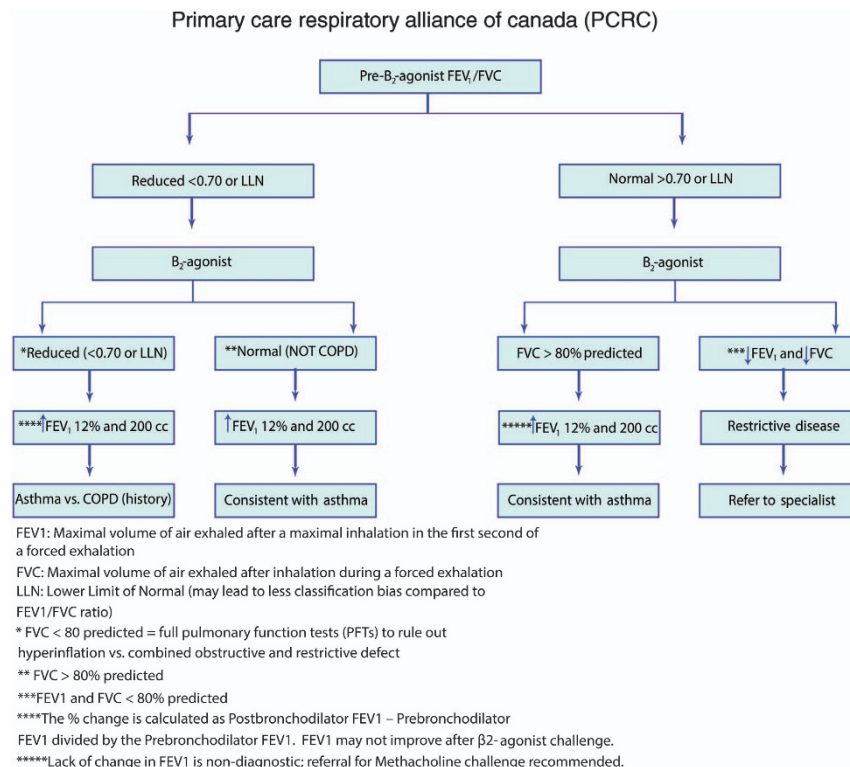 Primary care respiratory alliance of canada (PCRC)
Pre-B₂-agonist FEV₁/FVC
Reduced <0.70 or LLN
Normal >0.70 or LLN
B₂-agonist
B₂-agonist
*Reduced (<0.70 or LLN)
**Normal (NOT COPD)
FVC > 80% predicted
***↓FEV₁ and ↓FVC
****↑FEV₁ 12% and 200 cc
↑FEV₁ 12% and 200 cc
*****↑FEV₁ 12% and 200 cc
Restrictive disease
Asthma vs. COPD (history)
Consistent with asthma
Consistent with asthma
Refer to specialist
FEV1: Maximal volume of air exhaled after a maximal inhalation in the first second of
a forced exhalation
FVC: Maximal volume of air exhaled after inhalation during a forced exhalation
LLN: Lower Limit of Normal (may lead to less classification bias compared to
FEV1/FVC ratio)
* FVC < 80 predicted = full pulmonary function tests (PFTs) to rule out
hyperinflation vs. combined obstructive and restrictive defect
** FVC > 80% predicted
***FEV1 and FVC < 80% predicted
****The % change is calculated as Postbronchodilator FEV1 – Prebronchodilator
FEV1 divided by the Prebronchodilator FEV1. FEV1 may not improve after β2- agonist challenge.
*****Lack of change in FEV1 is non-diagnostic; referral for Methacholine challenge recommended.